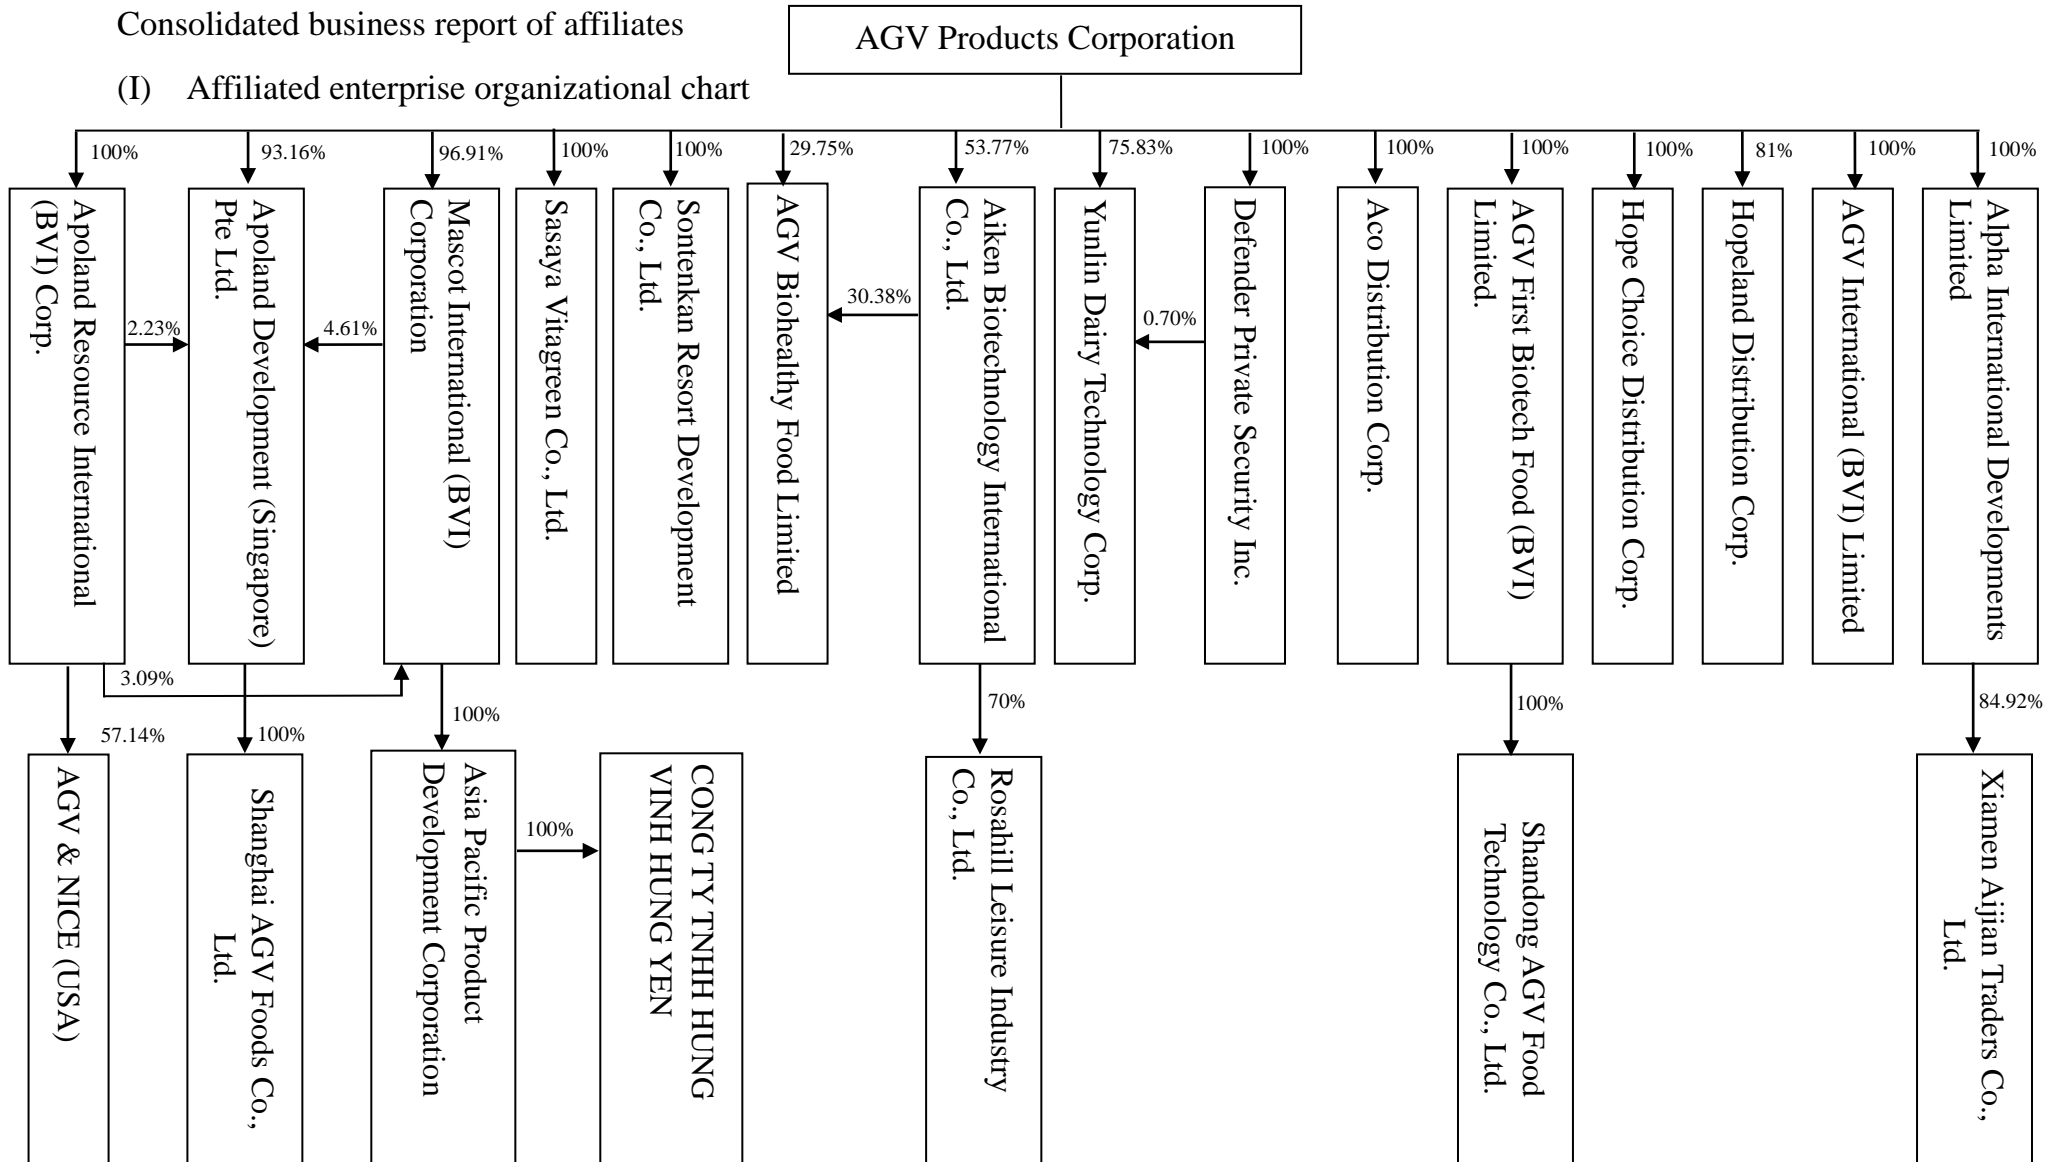 Consolidated business report of affiliates
AGV Products Corporation
(I) Affiliated enterprise organizational chart
100%
93.16%
96.91%
100%
100%
29.75%
53.77%
75.83%
100%
100%
100%
100%
81%
100%
100%
Apoland Resource International
(BVI) Corp.
Apoland Development (Singapore)
Pte Ltd.
Mascot International (BVI)
Corporation
Sasaya Vitagreen Co., Ltd.
Sontenkan Resort Development
Co., Ltd.
AGV Biohealthy Food Limited
Aiken Biotechnology International
Co., Ltd.
Yunlin Dairy Technology Corp.
Defender Private Security Inc.
Aco Distribution Corp.
AGV First Biotech Food (BVI)
Limited.
Hope Choice Distribution Corp.
Hopeland Distribution Corp.
AGV International (BVI) Limited
Alpha International Developments
Limited
2.23%
4.61%
30.38%
0.70%
3.09%
57.14%
100%
100%
70%
100%
84.92%
AGV & NICE (USA)
Shanghai AGV Foods Co.,
Ltd.
Asia Pacific Product
Development Corporation
100%
CONG TY TNHH HUNG
VINH HUNG YEN
Rosahill Leisure Industry
Co., Ltd.
Shandong AGV Food
Technology Co., Ltd.
Xiamen Aijian Traders Co.,
Ltd.